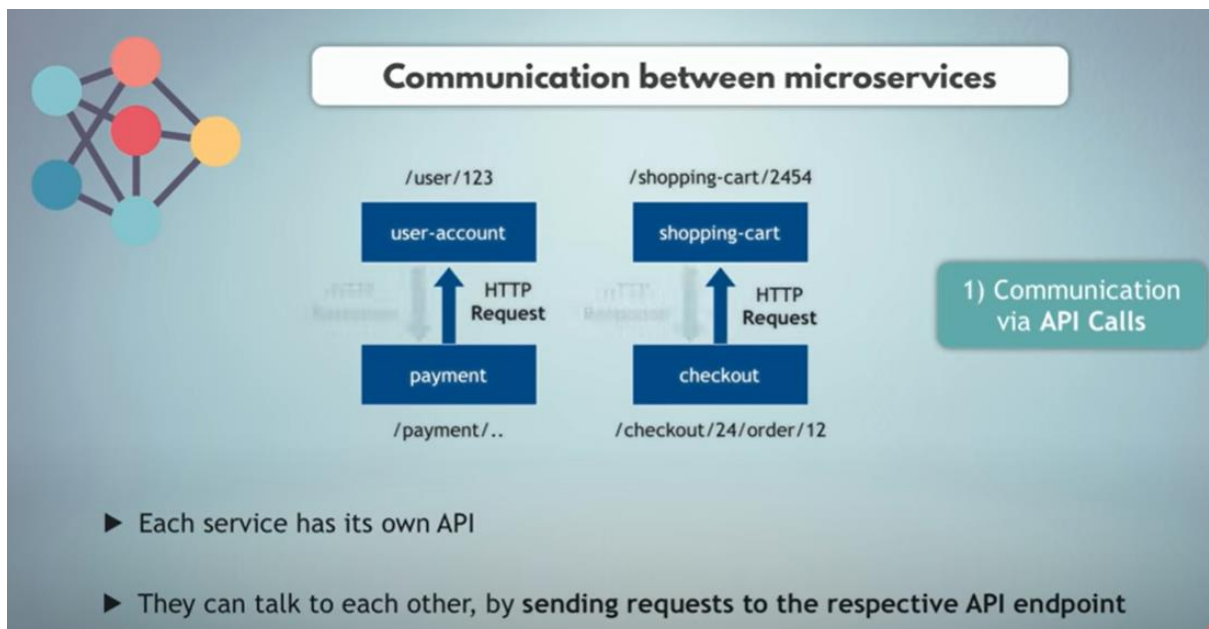 Communication between microservices
/user/123
/shopping-cart/2454
user-account
shopping-cart
HTTP
Request
HTTP
Request
1) Communication
via API Calls
payment
checkout
/payment/..
/checkout/24/order/12
► Each service has its own API
► They can talk to each other, by sending requests to the respective API endpoint